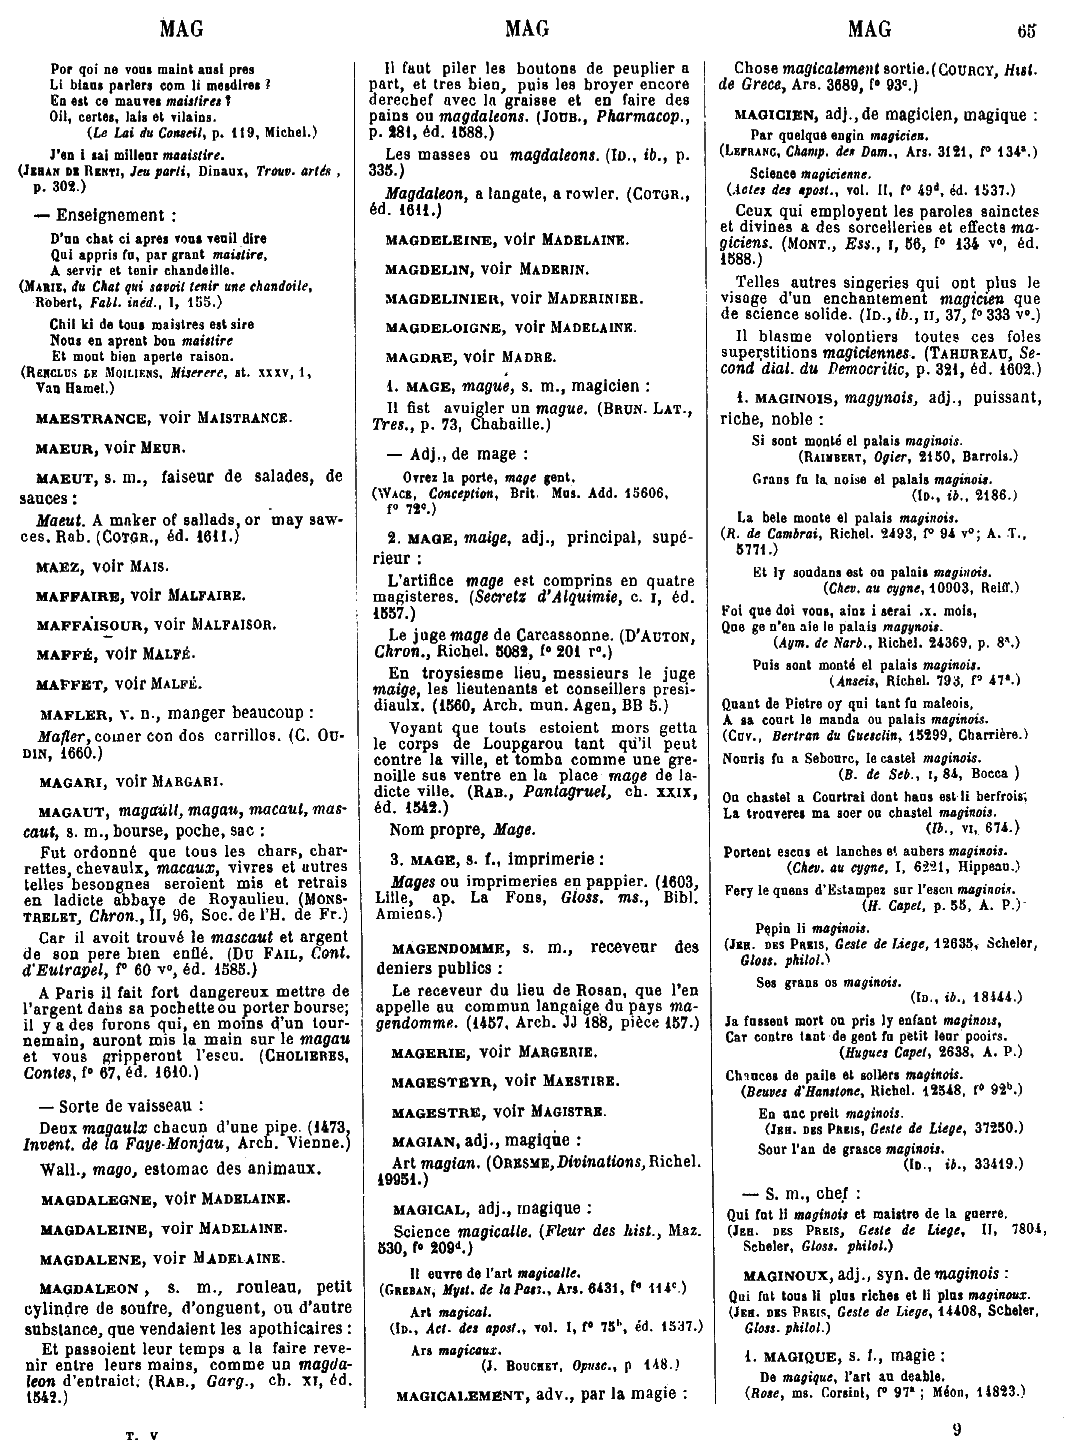 MAG
MAG
MAG
65
Por qoi ne vous maint ausi pres
Li biaus parlers com li mesdires ?
En est ce mauves maistires ?
Oil, certes, lais et vilains.
(Le Lai du Conseil, p. 119, Michel.)
J'en i sai milleur maaistire.
(JEHAN DE RENTI, Jeu parti, Dinaux, Trouv. artés ,
p. 302.)
— Enseignement :
D'un chat ci apres vous veuil dire
Qui appris fu, par grant maistire,
A servir et tenir chandeille.
(MARIE, du Chat qui savoit tenir une chandoile,
Robert, Fabl. inéd., I, 155.)
Chil ki de tous maistres est sire
Nous en aprent bon maistire
Et mout bien aperte raison.
(RENCLUS DE MOILIENS, Miserere, st. XXXV, 1,
Van Hamel.)
MAESTRANCE, voir MAISTRANCE.
MAEUR, voir MEUR.
MAEUT, s. m., faiseur de salades, de
sauces :
Maeut. A maker of sallads, or may saw-
ces. Rab. (COTGR., éd. 1611.)
MAEZ, voir MAIS.
MAFFAIRE, voir MALFAIRE.
MAFFAISOUR, voir MALFAISOR.
MAFFÉ, voir MALFÉ.
MAFFET, voir MALFÉ.
MAFLER, v. n., manger beaucoup :
Mafler, comer con dos carrillos. (C. OU-
DIN, 1660.)
MAGARI, voir MARGARI.
MAGAUT, magault, magau, macaut, mas-
caut, s. m., bourse, poche, sac :
Fut ordonné que tous les chars, char-
rettes, chevaulx, macaux, vivres et autres
telles besongnes seroient mis et retrais
en ladicte abbaye de Royaulieu. (MONS-
TRELET, Chron., II, 96, Soc. de l'H. de Fr.)
Car il avoit trouvé le mascaut et argent
de son pere bien enflé. (DU FAIL, Cont.
d'Eutrapel, f° 60 v°, éd. 1585.)
A Paris il fait fort dangereux mettre de
l'argent dans sa pochette ou porter bourse;
il y a des furons qui, en moins d'un tour-
nemain, auront mis la main sur le magau
et vous gripperont l'escu. (CHOLIERES,
Contes, f° 67, éd. 1610.)
— Sorte de vaisseau :
Deux magaulx chacun d'une pipe. (1473,
Invent. de la Faye-Monjau, Arch. Vienne.)
Wall., mago, estomac des animaux.
MAGDALEGNE, voir MADELAINE.
MAGDALEINE, voir MADELAINE.
MAGDALENE, voir MADELAINE.
MAGDALEON , s. m., rouleau, petit
cylindre de soufre, d'onguent, ou d'autre
substance, que vendaient les apothicaires :
Et passoient leur temps a la faire reve-
nir entre leurs mains, comme un magda-
leon d'entraict. (RAB., Garg., ch. XI, éd.
1542.)
T. V
Il faut piler les boutons de peuplier a
part, et tres bien, puis les broyer encore
derechef avec la graisse et en faire des
pains ou magdaleons. (JOUB., Pharmacop.,
p. 281, éd. 1588.)
Les masses ou magdaleons. (ID., ib., p.
335.)
Magdaleon, a langate, a rowler. (COTGR.,
éd. 1611.)
MAGDELEINE, voir MADELAINE.
MAGDELIN, voir MADERIN.
MAGDELINIER, voir MADERINIER.
MAGDELOIGNE, voir MADELAINE.
MAGDRE, voir MADRE.
1. MAGE, mague, s. m., magicien :
Il fist avuigler un mague. (BRUN. LAT.,
Tres., p. 73, Chabaille.)
— Adj., de mage :
Ovrez la porte, mage gent.
(WACE, Conception, Brit. Mus. Add. 15606,
f° 72c.)
2. MAGE, maige, adj., principal, supé-
rieur :
L'artifice mage est comprins en quatre
magisteres. (Secretz d'Alquimie, c. I, éd.
1557.)
Le juge mage de Carcassonne. (D'AUTON,
Chron., Richel. 5082, f° 201 r°.)
En troysiesme lieu, messieurs le juge
maige, les lieutenants et conseillers presi-
diaulx. (1560, Arch. mun. Agen, BB 5.)
Voyant que touts estoient mors getta
le corps de Loupgarou tant qu'il peut
contre la ville, et tomba comme une gre-
noille sus ventre en la place mage de la-
dicte ville. (RAB., Pantagruel, ch. XXIX,
éd. 1542.)
Nom propre, Mage.
3. MAGE, s. f., imprimerie :
Mages ou imprimeries en pappier. (1603,
Lille, ap. La Fons, Gloss. ms., Bibl.
Amiens.)
MAGENDOMME, s. m., receveur des
deniers publics :
Le receveur du lieu de Rosan, que l'en
appelle au commun langaige du pays ma-
gendomme. (1457, Arch. JJ 188, pièce 157.)
MAGERIE, voir MARGERIE.
MAGESTEYR, voir MAESTIRE.
MAGESTRE, voir MAGISTRE.
MAGIAN, adj., magique :
Art magian. (ORESME, Divinations, Richel.
19951.)
MAGICAL, adj., magique :
Science magicalle. (Fleur des hist., Maz.
530, f° 209d.)
Il euvre de l'art magicalle.
(GREBAN, Myst. de la Pass., Ars. 6431, f° 114c.)
Art magical.
(ID., Act. des apost., vol. I, f° 75b, éd. 1537.)
Ars magicaux.
(J. BOUCHET, Opusc., p 148.)
MAGICALEMENT, adv., par la magie :
Chose magicalement sortie. (COURCY, Hist.
de Grece, Ars. 3689, f° 93c.)
MAGICIEN, adj., de magicien, magique :
Par quelque engin magicien.
(LEFRANC, Champ. des Dam., Ars. 3121, f° 134a.)
Science magicienne.
(Actes des apost., vol. II, f° 49d, éd. 1537.)
Ceux qui employent les paroles sainctes
et divines a des sorcelleries et effects ma-
giciens. (MONT., Ess., I, 56, f° 134 v°, éd.
1588.)
Telles autres singeries qui ont plus le
visage d'un enchantement magicien que
de science solide. (ID., ib., II, 37, f° 333 v°.)
Il blasme volontiers toutes ces foles
superstitions magiciennes. (TAHUREAU, Se-
cond dial. du Democritic, p. 321, éd. 1602.)
1. MAGINOIS, magynois, adj., puissant,
riche, noble :
Si sont monté el palais maginois.
(RAIMBERT, Ogier, 2150, Barrois.)
Grans fu la noise el palais maginois.
(ID., ib., 2186.)
La bele monte el palais maginois.
(R. de Cambrai, Richel. 2493, f° 94 v°; A. T.,
5771.)
Et ly soudans est ou palais maginois.
(Chev. au cygne, 10903, Reiff.)
Foi que doi vous, ainz i serai .x. mois,
Que ge n'en aie le palais magynois.
(Aym. de Narb., Richel. 24369, p. 8a.)
Puis sont monté el palais maginois.
(Anseis, Richel. 793, f° 47a.)
Quant de Pietre oy qui tant fu maleois,
A sa court le manda ou palais maginois.
(CUV., Bertran du Guesclin, 15299, Charrière.)
Nouris fu a Sebourc, le castel maginois.
(B. de Seb., I, 84, Bocca )
Ou chastel a Courtrai dont haus est li berfrois;
La trouveres ma soer ou chastel maginois.
(Ib., VI, 674.)
Portent escus et lanches et aubers maginois.
(Chev. au cygne, I, 6221, Hippeau.)
Fery le quens d'Estampez sur l'escu maginois.
(H. Capet, p. 55, A. P.)
Pepin li maginois.
(JEH. DES PREIS, Geste de Liege, 12635, Scheler,
Gloss. philol.)
Ses grans os maginois.
(ID., ib., 18444.)
Ja fussent mort ou pris ly enfant maginois,
Car contre tant de gent fu petit leur pooirs.
(Hugues Capet, 2638, A. P.)
Chauces de paile et sollers maginois.
(Beuves d'Hanstone, Richel. 12548, f° 92b.)
En unc preit maginois.
(JEH. DES PREIS, Geste de Liege, 37250.)
Sour l'an de grasce maginois.
(ID., ib., 33419.)
— S. m., chef :
Qui fut li maginois et maistre de la guerre.
(JEH. DES PREIS, Geste de Liege, II, 7804,
Scheler, Gloss. philol.)
MAGINOUX, adj., syn. de maginois :
Qui fut tous li plus riches et li plus maginoux.
(JEH. DES PREIS, Geste de Liege, 14408, Scheler,
Gloss. philol.)
1. MAGIQUE, s. f., magie :
De magique, l'art au deable.
(Rose, ms. Corsini, f° 97a ; Méon, 14823.)
9